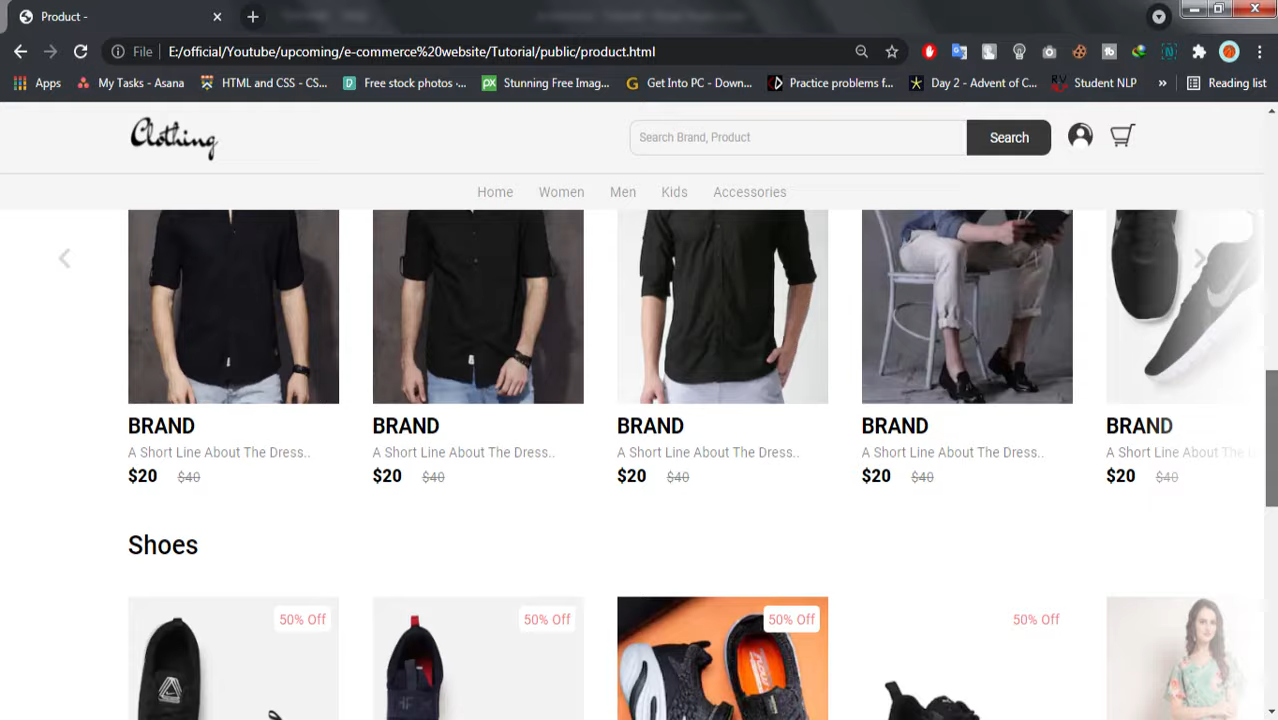 Product -
File E:/official/Youtube/upcoming/e-commerce%20website/Tutorial/public/product.html
Apps My Tasks - Asana HTML and CSS - CS... Free stock photos ·... Stunning Free Imag... Get Into PC - Down... Practice problems f... Day 2 - Advent of C... Student NLP » Reading list
Clothing
Search Brand, Product Search
Home Women Men Kids Accessories
BRAND BRAND BRAND BRAND BRAND
A Short Line About The Dress.. A Short Line About The Dress.. A Short Line About The Dress.. A Short Line About The Dress.. A Short Line About The
$20 $40 $20 $40 $20 $40 $20 $40 $20 $40
Shoes
50% Off 50% Off 50% Off 50% Off